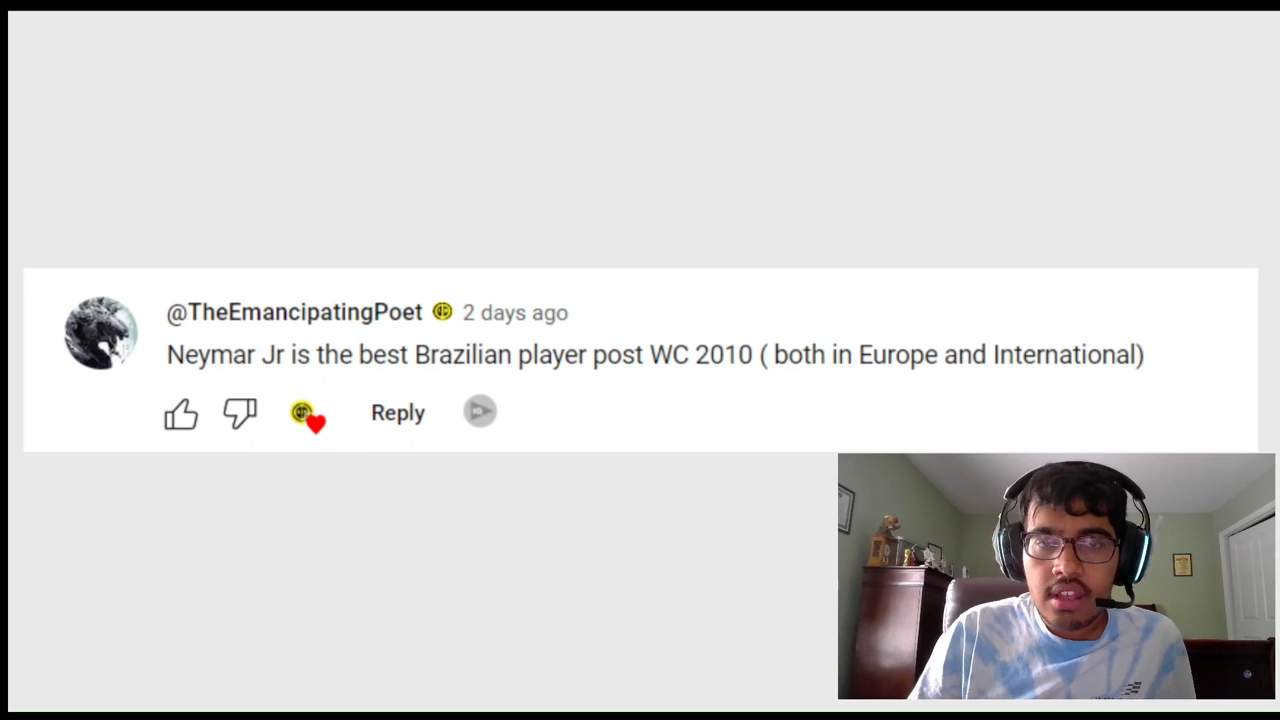 @TheEmancipatingPoet 2 days ago
Neymar Jr is the best Brazilian player post WC 2010 ( both in Europe and International)
Reply